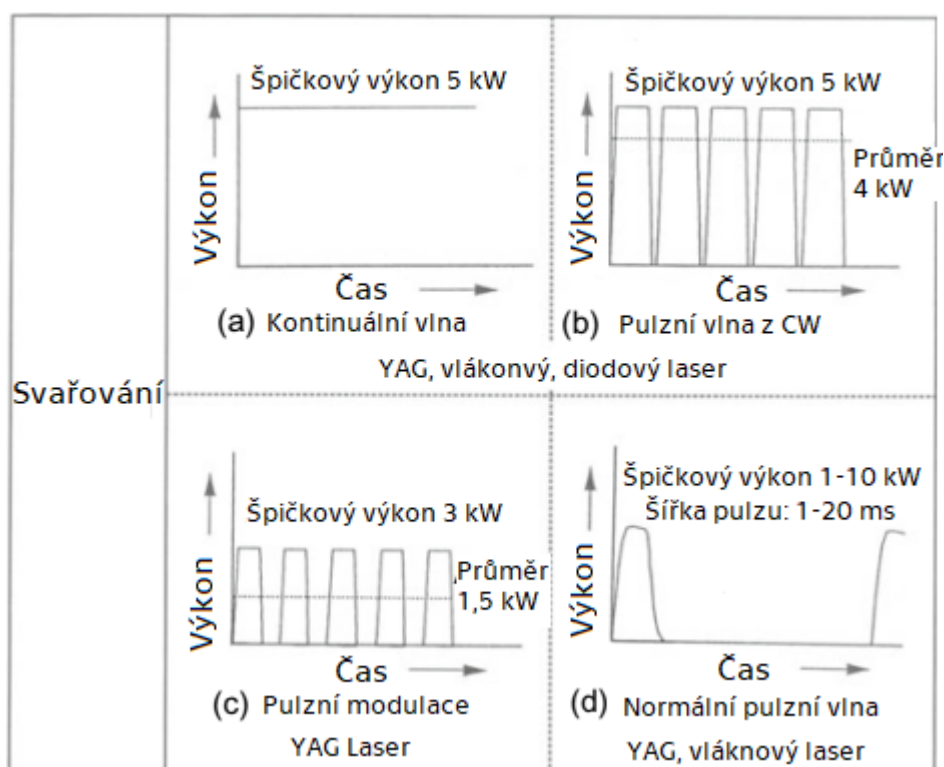 Svařování
Špičkový výkon 5 kW
Výkon
Čas
(a) Kontinuální vlna
Špičkový výkon 5 kW
Průměr
4 kW
Výkon
Čas
(b) Pulzní vlna z CW
YAG, vlákonvý, diodový laser
Špičkový výkon 3 kW
Průměr
1,5 kW
Výkon
Čas
(c) Pulzní modulace
YAG Laser
Špičkový výkon 1-10 kW
Šířka pulzu: 1-20 ms
Výkon
Čas
(d) Normální pulzní vlna
YAG, vláknový laser